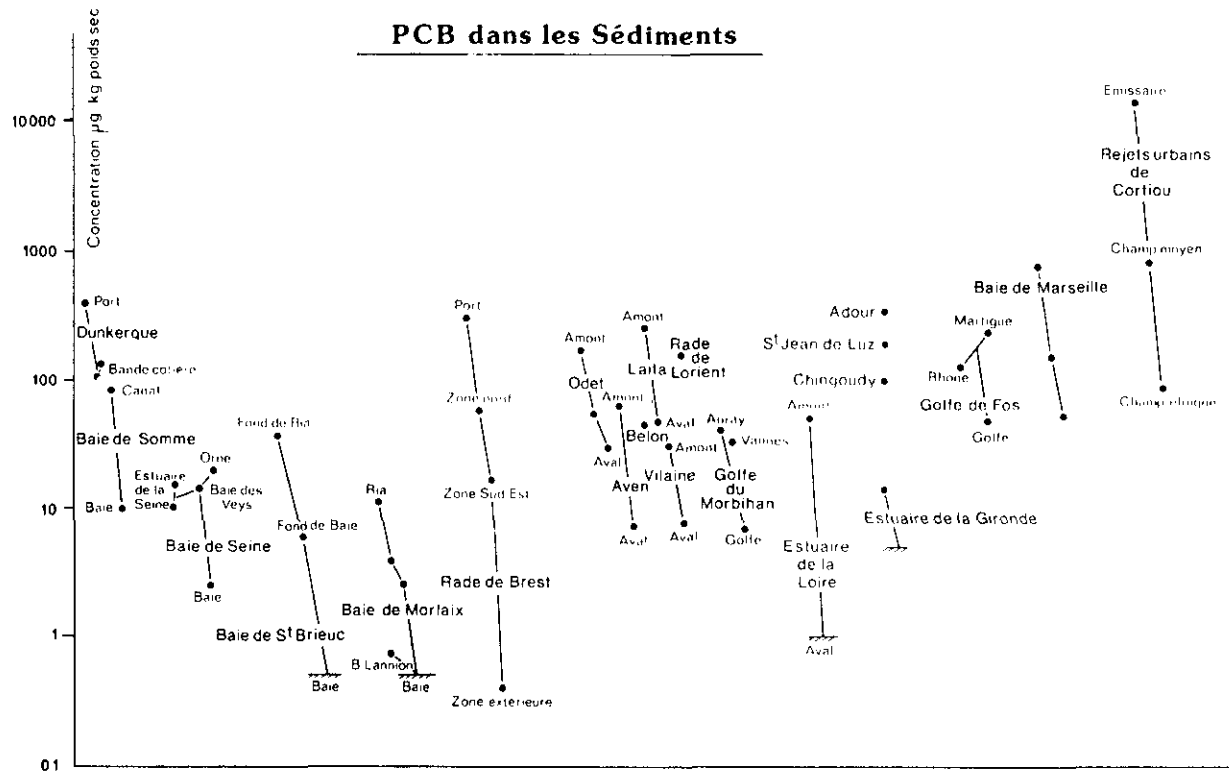 PCB dans les Sédiments
Concentration µg kg poids sec
10000
1000
100
10
1
01
Port
Dunkerque
Bande cotière
Canal
Baie de Somme
Baie
Estuaire
de la
Seine
Orne
Baie des
Veys
Baie de Seine
Baie
Fond de Ria
Fond de Baie
Baie de St Brieuc
Baie
Ria
Baie de Morlaix
B Lannion
Baie
Port
Zone Sud Est
Rade de Brest
Zone extérieure
Amont
Odet
Aval
Amont
Aven
Aval
Amont
Laita
Aval
Belon
Rade
de
Lorient
Amont
Vilaine
Aval
Auray
Vannes
Golfe
du
Morbihan
Golfe
Amont
Estuaire
de la
Loire
Aval
Adour
St Jean de Luz
Chingoudy
Estuaire de la Gironde
Martigue
Rhone
Golfe de Fos
Golfe
Baie de Marseille
Emissaire
Rejets urbains
de
Cortiou
Champ moyen
Champ eloigne